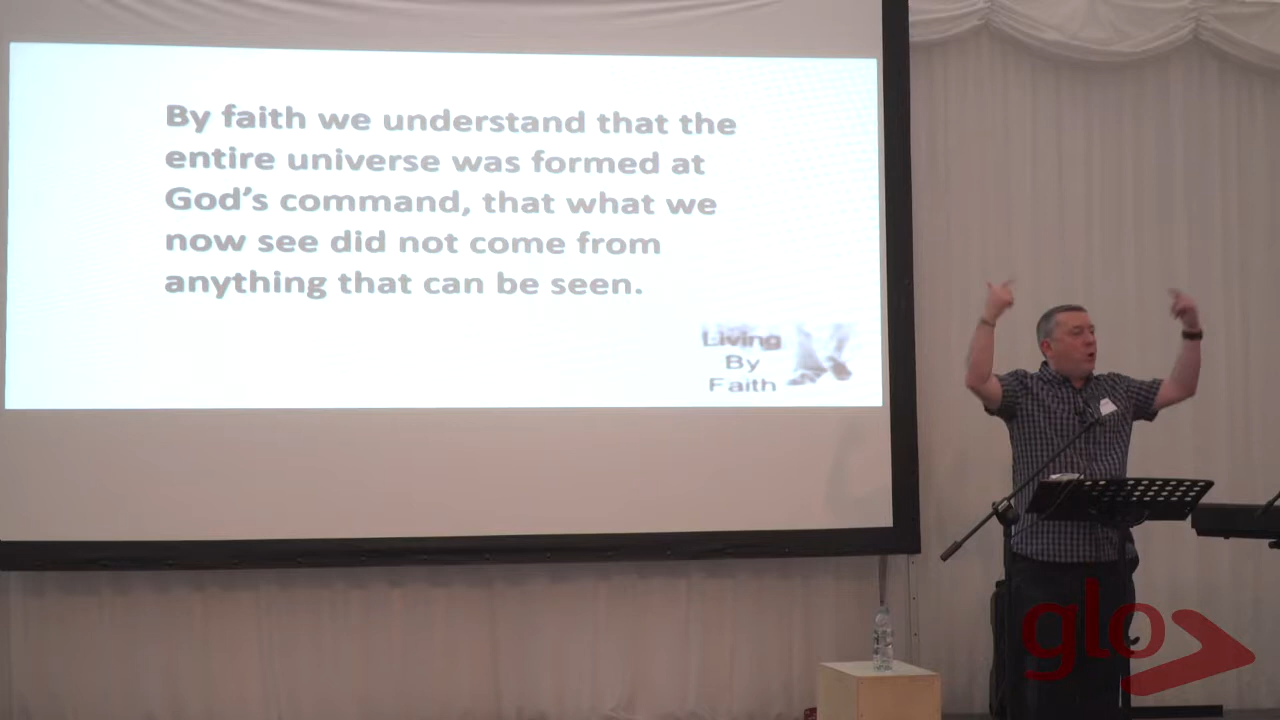 By faith we understand that the
entire universe was formed at
God's command, that what we
now see did not come from
anything that can be seen.
Living
By
Faith
glo